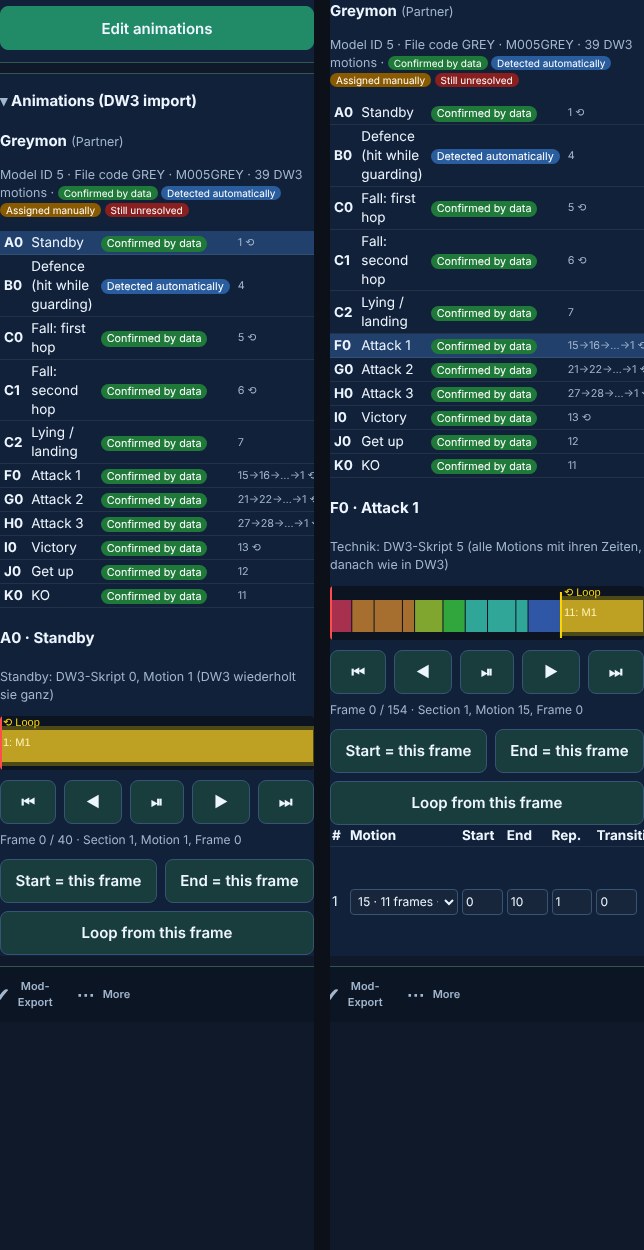 Edit animations
▾ Animations (DW3 import)
Greymon (Partner)
Model ID 5 · File code GREY · M005GREY · 39 DW3
motions · Confirmed by data Detected automatically
Assigned manually Still unresolved
A0 Standby Confirmed by data 1 ⟲
B0 Defence (hit while guarding) Detected automatically 4
C0 Fall: first hop Confirmed by data 5 ⟲
C1 Fall: second hop Confirmed by data 6 ⟲
C2 Lying / landing Confirmed by data 7
F0 Attack 1 Confirmed by data 15→16→...→1 ⟲
G0 Attack 2 Confirmed by data 21→22→...→1 ⟲
H0 Attack 3 Confirmed by data 27→28→...→1
I0 Victory Confirmed by data 13 ⟲
J0 Get up Confirmed by data 12
K0 KO Confirmed by data 11
A0 · Standby
Standby: DW3-Skript 0, Motion 1 (DW3 wiederholt
sie ganz)
⟲ Loop
1: M1
⏮ ◀ ⏯ ▶ ⏭
Frame 0 / 40 · Section 1, Motion 1, Frame 0
Start = this frame End = this frame
Loop from this frame
Mod-
Export
··· More
Greymon (Partner)
Model ID 5 · File code GREY · M005GREY · 39 DW3
motions · Confirmed by data Detected automatically
Assigned manually Still unresolved
A0 Standby Confirmed by data 1 ⟲
B0 Defence (hit while guarding) Detected automatically 4
C0 Fall: first hop Confirmed by data 5 ⟲
C1 Fall: second hop Confirmed by data 6 ⟲
C2 Lying / landing Confirmed by data 7
F0 Attack 1 Confirmed by data 15→16→...→1 ⟲
G0 Attack 2 Confirmed by data 21→22→...→1
H0 Attack 3 Confirmed by data 27→28→...→1
I0 Victory Confirmed by data 13 ⟲
J0 Get up Confirmed by data 12
K0 KO Confirmed by data 11
F0 · Attack 1
Technik: DW3-Skript 5 (alle Motions mit ihren Zeiten,
danach wie in DW3)
⟲ Loop
11: M1
⏮ ◀ ⏯ ▶ ⏭
Frame 0 / 154 · Section 1, Motion 15, Frame 0
Start = this frame End = this frame
Loop from this frame
# Motion Start End Rep. Transiti
1 15 · 11 frames · 0 10 1 0
Mod-
Export
··· More